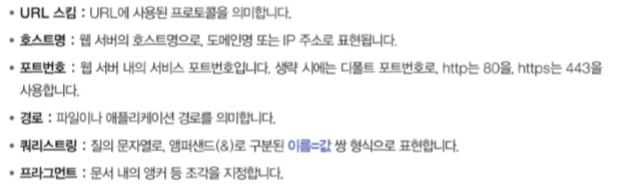 • URL 스킴 : URL에 사용된 프로토콜을 의미합니다.
• 호스트명 : 웹 서버의 호스트명으로, 도메인명 또는 IP 주소로 표현됩니다.
• 포트번호 : 웹 서버 내의 서비스 포트번호입니다. 생략 시에는 디폴트 포트번호로, http는 80을, https는 443을
사용합니다.
• 경로 : 파일이나 애플리케이션 경로를 의미합니다.
• 쿼리스트링 : 질의 문자열로, 앰퍼샌드(&)로 구분된 이름=값 쌍 형식으로 표현합니다.
• 프라그먼트 : 문서 내의 앵커 등 조각을 지정합니다.